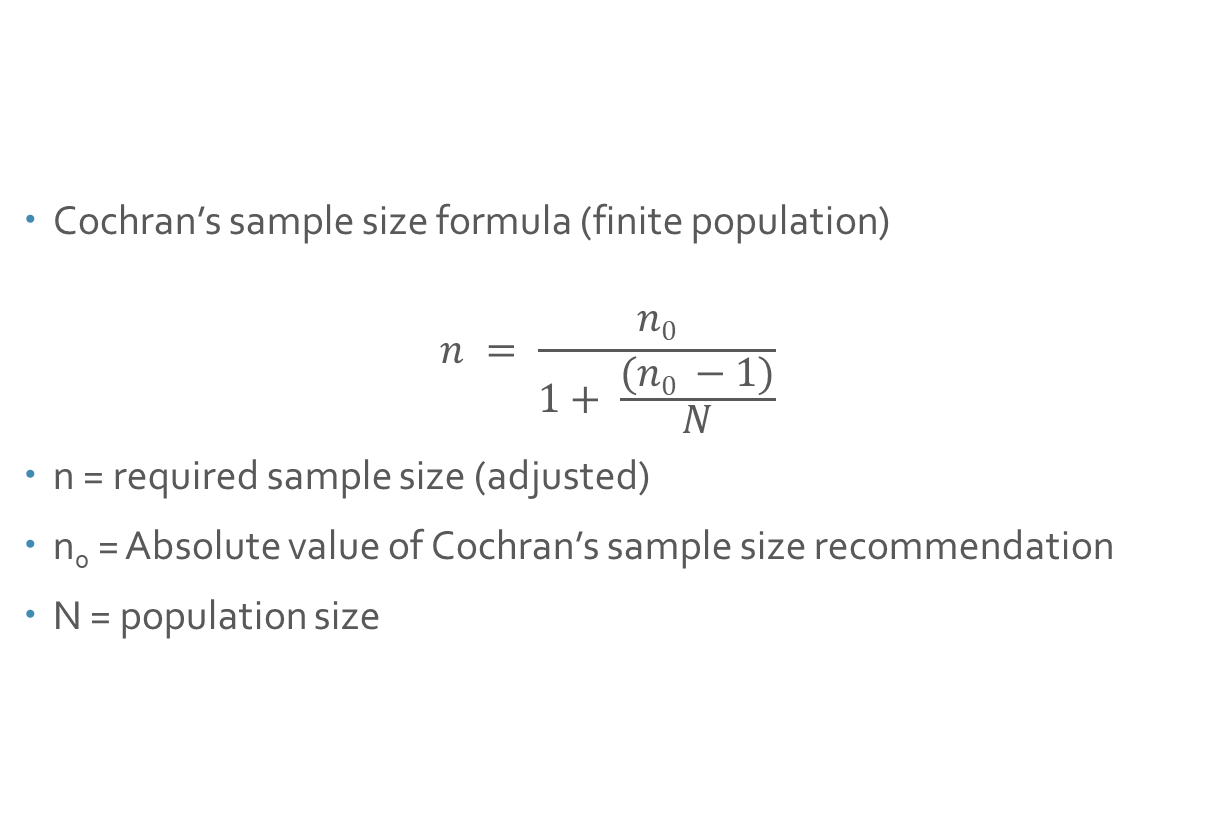 • Cochran's sample size formula (finite population)
n = n₀ / (1 + (n₀ − 1) / N)
• n = required sample size (adjusted)
• n₀ = Absolute value of Cochran's sample size recommendation
• N = population size